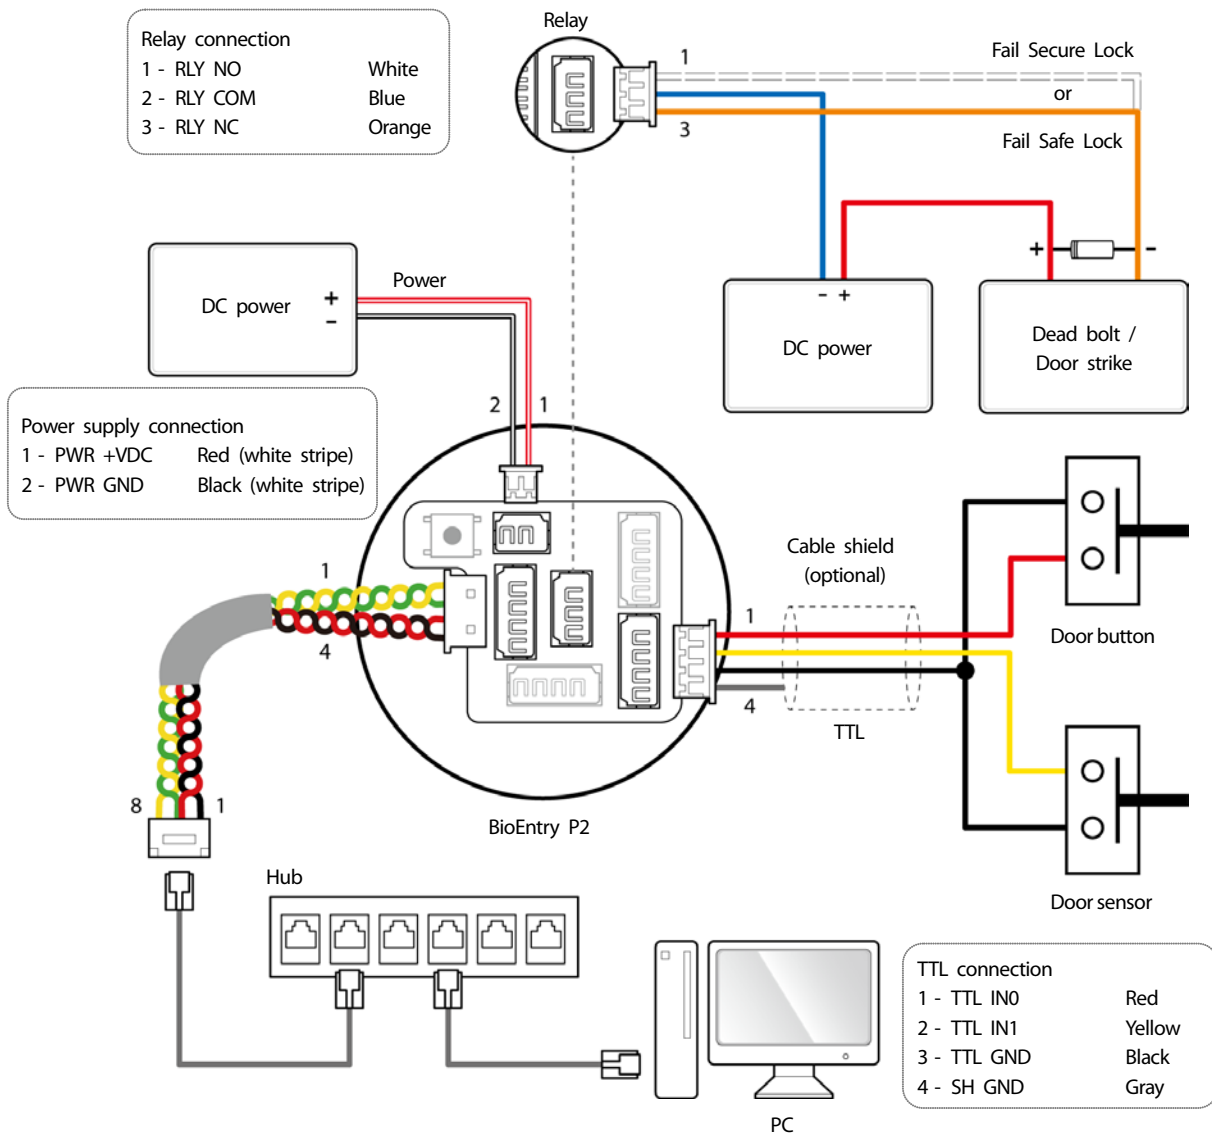 Relay
Relay connection
1 - RLY NO White
2 - RLY COM Blue
3 - RLY NC Orange
1
3
Fail Secure Lock
or
Fail Safe Lock
DC power
+
-
Power
+
-
- +
DC power
Dead bolt /
Door strike
Power supply connection
1 - PWR +VDC Red (white stripe)
2 - PWR GND Black (white stripe)
2
1
1
4
Cable shield
(optional)
1
4
TTL
Door button
8
1
BioEntry P2
Door sensor
Hub
PC
TTL connection
1 - TTL IN0 Red
2 - TTL IN1 Yellow
3 - TTL GND Black
4 - SH GND Gray